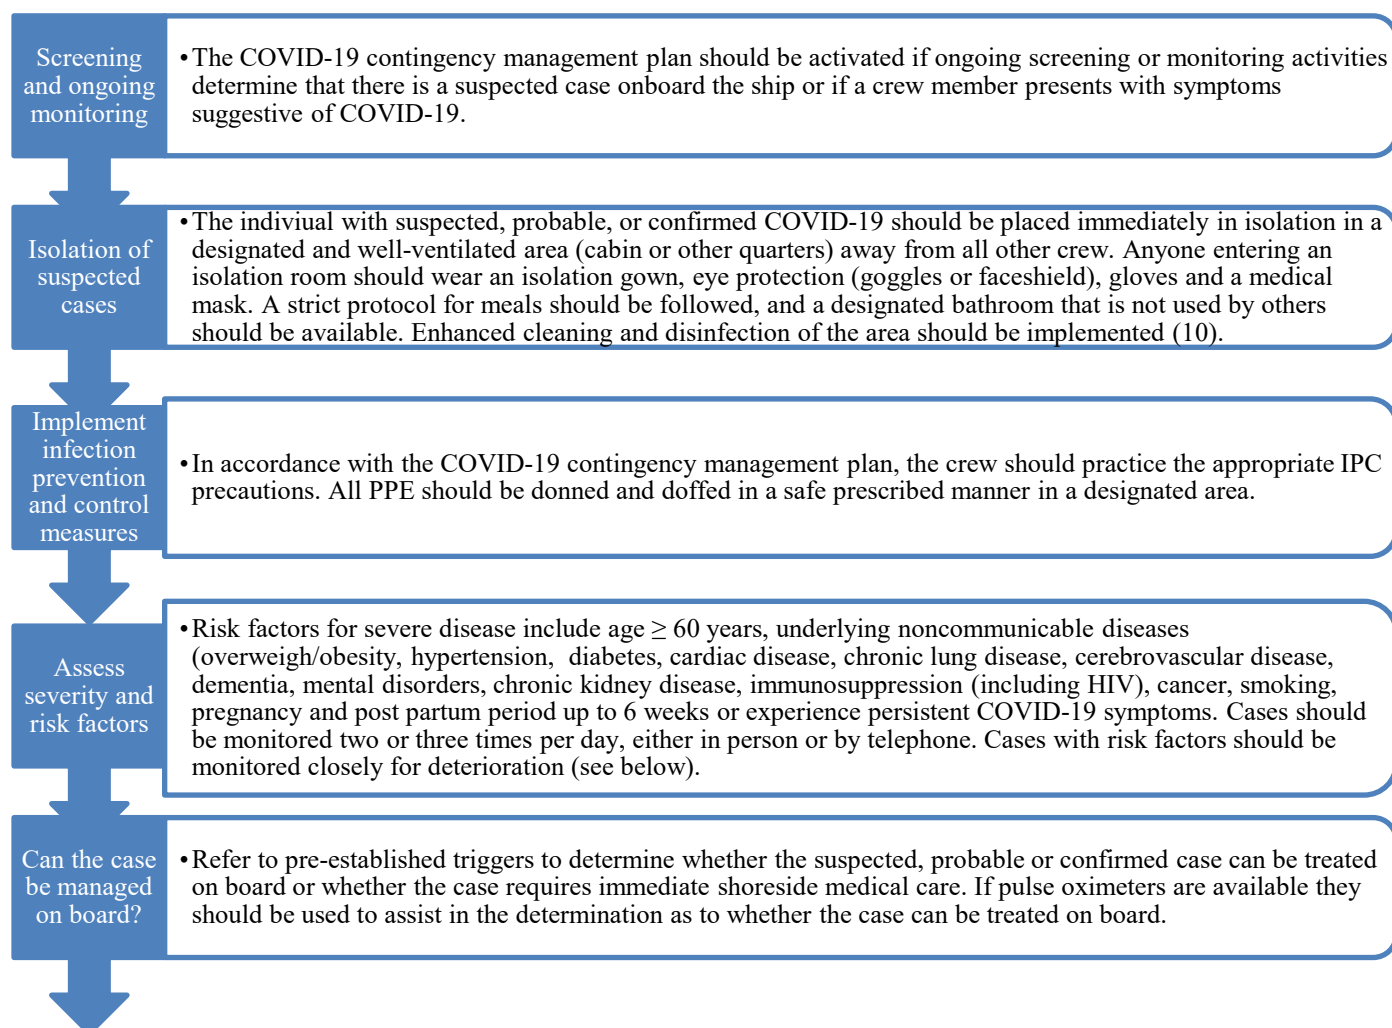 Screening
and ongoing
monitoring
•The COVID-19 contingency management plan should be activated if ongoing screening or monitoring activities
determine that there is a suspected case onboard the ship or if a crew member presents with symptoms
suggestive of COVID-19.
Isolation of
suspected
cases
•The indiviual with suspected, probable, or confirmed COVID-19 should be placed immediately in isolation in a
designated and well-ventilated area (cabin or other quarters) away from all other crew. Anyone entering an
isolation room should wear an isolation gown, eye protection (goggles or faceshield), gloves and a medical
mask. A strict protocol for meals should be followed, and a designated bathroom that is not used by others
should be available. Enhanced cleaning and disinfection of the area should be implemented (10).
Implement
infection
prevention
and control
measures
•In accordance with the COVID-19 contingency management plan, the crew should practice the appropriate IPC
precautions. All PPE should be donned and doffed in a safe prescribed manner in a designated area.
Assess
severity and
risk factors
•Risk factors for severe disease include age ≥ 60 years, underlying noncommunicable diseases
(overweigh/obesity, hypertension, diabetes, cardiac disease, chronic lung disease, cerebrovascular disease,
dementia, mental disorders, chronic kidney disease, immunosuppression (including HIV), cancer, smoking,
pregnancy and post partum period up to 6 weeks or experience persistent COVID-19 symptoms. Cases should
be monitored two or three times per day, either in person or by telephone. Cases with risk factors should be
monitored closely for deterioration (see below).
Can the case
be managed
on board?
•Refer to pre-established triggers to determine whether the suspected, probable or confirmed case can be treated
on board or whether the case requires immediate shoreside medical care. If pulse oximeters are available they
should be used to assist in the determination as to whether the case can be treated on board.